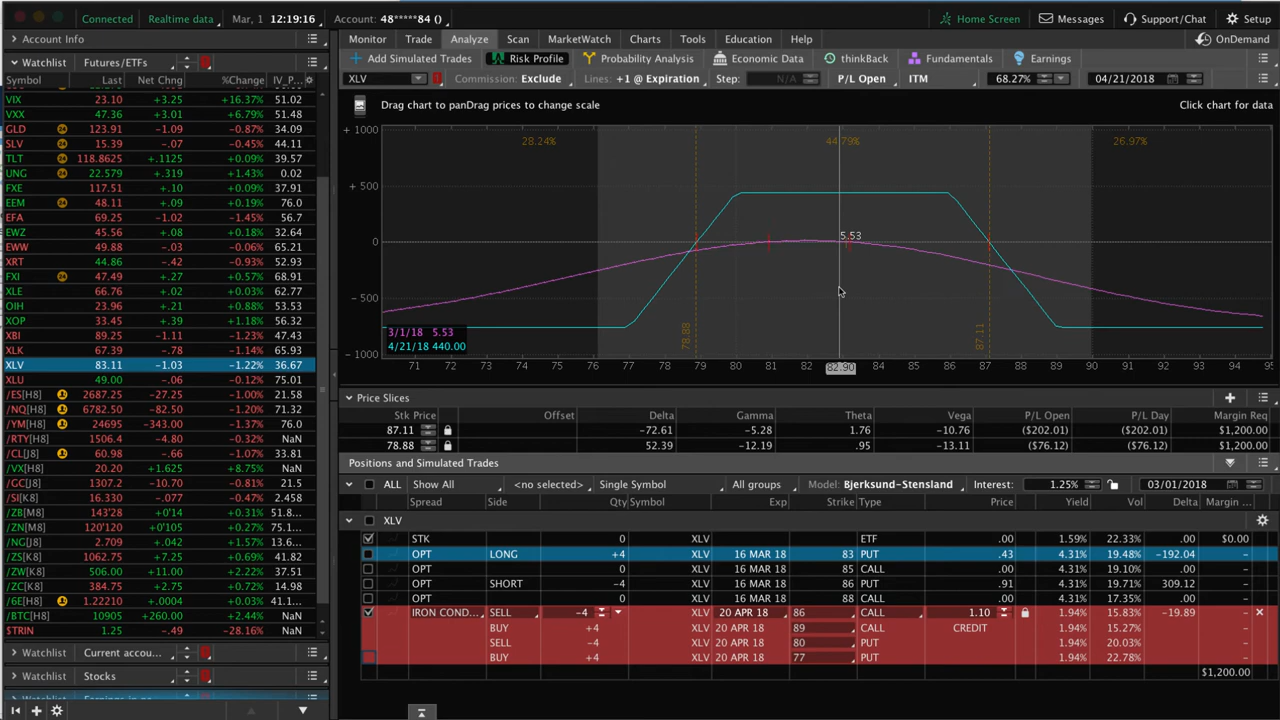 Connected Realtime data Mar, 1 12:19:16 Account: 48*****84 () Home Screen Messages Support/Chat Setup
Account Info Monitor Trade Analyze Scan MarketWatch Charts Tools Education Help OnDemand
Watchlist Futures/ETFs Add Simulated Trades Risk Profile Probability Analysis Economic Data thinkBack Fundamentals Earnings
Symbol Last Net Chng %Change IV_P... XLV Commission: Exclude Lines: +1 @ Expiration Step: N/A P/L Open ITM 68.27% 04/21/2018
VIX 23.10 +3.25 +16.37% 51.02
VXX 47.36 +3.01 +6.79% 51.48
GLD 123.91 -1.09 -0.87% 34.09
SLV 15.39 -.07 -0.45% 44.11
TLT 118.8625 +.1125 +0.09% 39.57
UNG 22.579 +.319 +1.43% 0.02
FXE 117.51 +.10 +0.09% 37.91
EEM 48.11 +.09 +0.19% 76.0
EFA 69.25 -1.02 -1.45% 56.7
EWZ 45.56 +.08 +0.18% 32.64
EWW 49.88 -.03 -0.06% 65.21
XRT 44.86 -.42 -0.93% 52.93
FXI 47.49 +.27 +0.57% 68.91
XLE 66.76 +.02 +0.03% 62.77
OIH 23.96 +.21 +0.88% 53.53
XOP 33.45 +.39 +1.18% 56.32
XBI 89.25 -1.11 -1.23% 47.43
XLK 67.39 -.78 -1.14% 65.93
XLV 83.11 -1.03 -1.22% 36.67
XLU 49.00 -.06 -0.12% 75.01
/ES[H8] 2687.25 -27.25 -1.00% 21.58
/NQ[H8] 6782.50 -82.50 -1.20% 71.32
/YM[H8] 24695 -343.00 -1.37% 76.0
/RTY[H8] 1506.4 -4.80 -0.32% NaN
/CL[J8] 60.98 -.66 -1.07% 33.81
/VX[H8] 20.20 +1.625 +8.75% NaN
/GC[J8] 1307.2 -10.70 -0.81% 21.5
/SI[K8] 16.330 -.077 -0.47% 2.458
/ZB[M8] 143'28 +0'14 +0.31% 51.8...
/ZN[M8] 120'120 +0'105 +0.27% 75.1...
/NG[J8] 2.709 +.042 +1.57% 13.6...
/ZS[K8] 1062.75 +7.25 +0.69% 41.82
/ZW[K8] 506.00 +11.00 +2.22% 37.51
/ZC[K8] 384.75 +2.75 +0.72% 14.98
/6E[H8] 1.22210 +.0004 +0.03% 41.1...
/BTC[H8] 10905 +260.00 +2.44% NaN
$TRIN 1.25 -.49 -28.16% NaN
Watchlist Current accou...
Watchlist Stocks
Drag chart to panDrag prices to change scale Click chart for data
+ 1000 28.24% 44.79% 26.97%
+ 500
0 5.53
- 500
3/1/18 5.53
4/21/18 440.00
78.88 87.11
- 1000
71 72 73 74 75 76 77 78 79 80 81 82 82.90 84 85 86 87 88 89 90 91 92 93 94 95
Price Slices
Stk Price Offset Delta Gamma Theta Vega P/L Open P/L Day Margin Req
87.11 -72.61 -5.28 1.76 -10.76 ($202.01) ($202.01) $1,200.00
78.88 52.39 -12.19 .95 -13.11 ($76.12) ($76.12) $1,200.00
Positions and Simulated Trades
ALL Show All <no selected> Single Symbol All groups Model: Bjerksund-Stensland Interest: 1.25% 03/01/2018
Spread Side Qty Symbol Exp Strike Type Price Yield Vol Delta Margin ...
XLV
STK 0 XLV ETF .00 1.59% 22.33% .00 $0.00
OPT LONG +4 XLV 16 MAR 18 83 PUT .43 4.31% 19.48% -192.04 -
OPT 0 XLV 16 MAR 18 85 CALL .00 4.31% 19.10% .00 -
OPT SHORT -4 XLV 16 MAR 18 86 PUT .91 4.31% 19.71% 309.12 -
OPT 0 XLV 16 MAR 18 88 CALL .00 4.31% 17.35% .00 -
IRON COND... SELL -4 XLV 20 APR 18 86 CALL 1.10 1.94% 15.83% -19.89 -
BUY +4 XLV 20 APR 18 89 CALL CREDIT 1.94% 15.27% -
SELL -4 XLV 20 APR 18 80 PUT 1.94% 20.03% -
BUY +4 XLV 20 APR 18 77 PUT 1.94% 22.78% -
$1,200.00